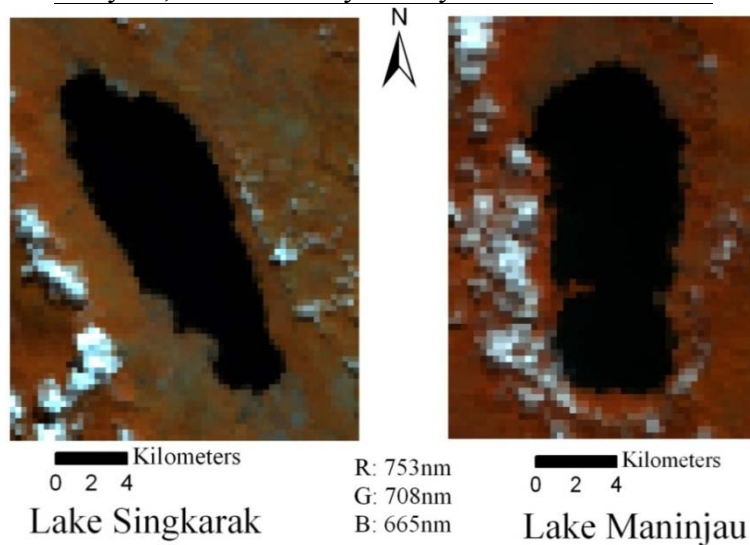 N
Kilometers
0 2 4
Lake Singkarak
R: 753nm
G: 708nm
B: 665nm
Kilometers
0 2 4
Lake Maninjau